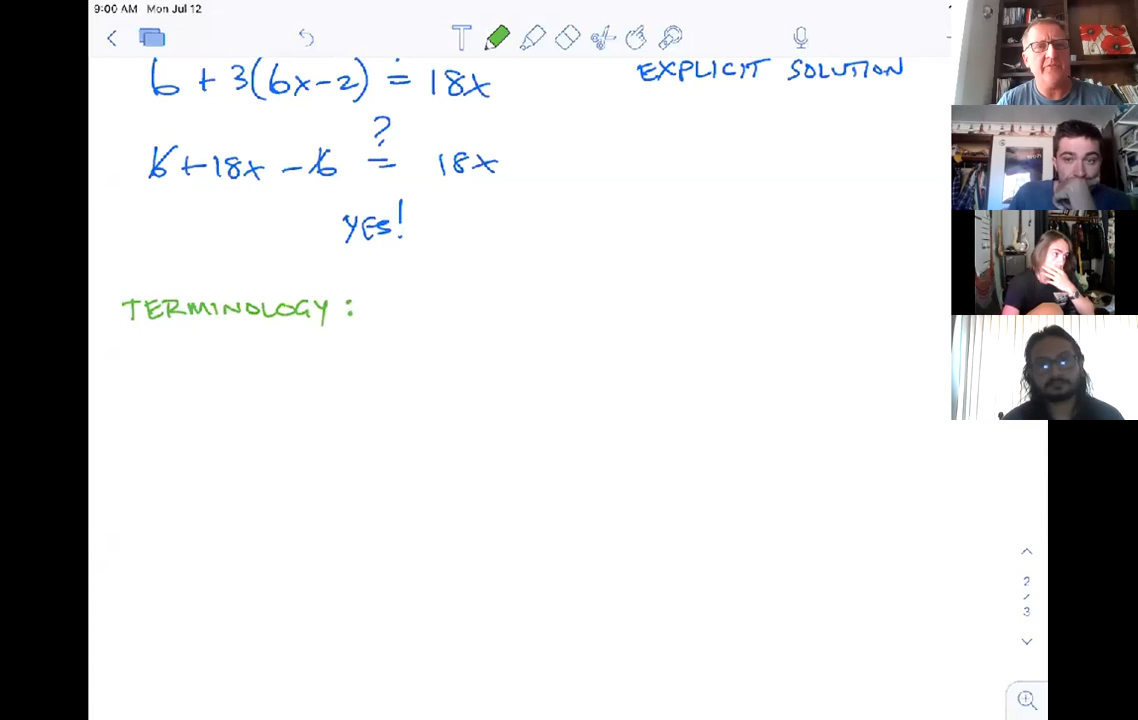 9:00 AM Mon Jul 12
6 + 3(6x-2) ≟ 18x
EXPLICIT SOLUTION
6+18x - 6 ≟ 18x
YES!
TERMINOLOGY :
2
/
3